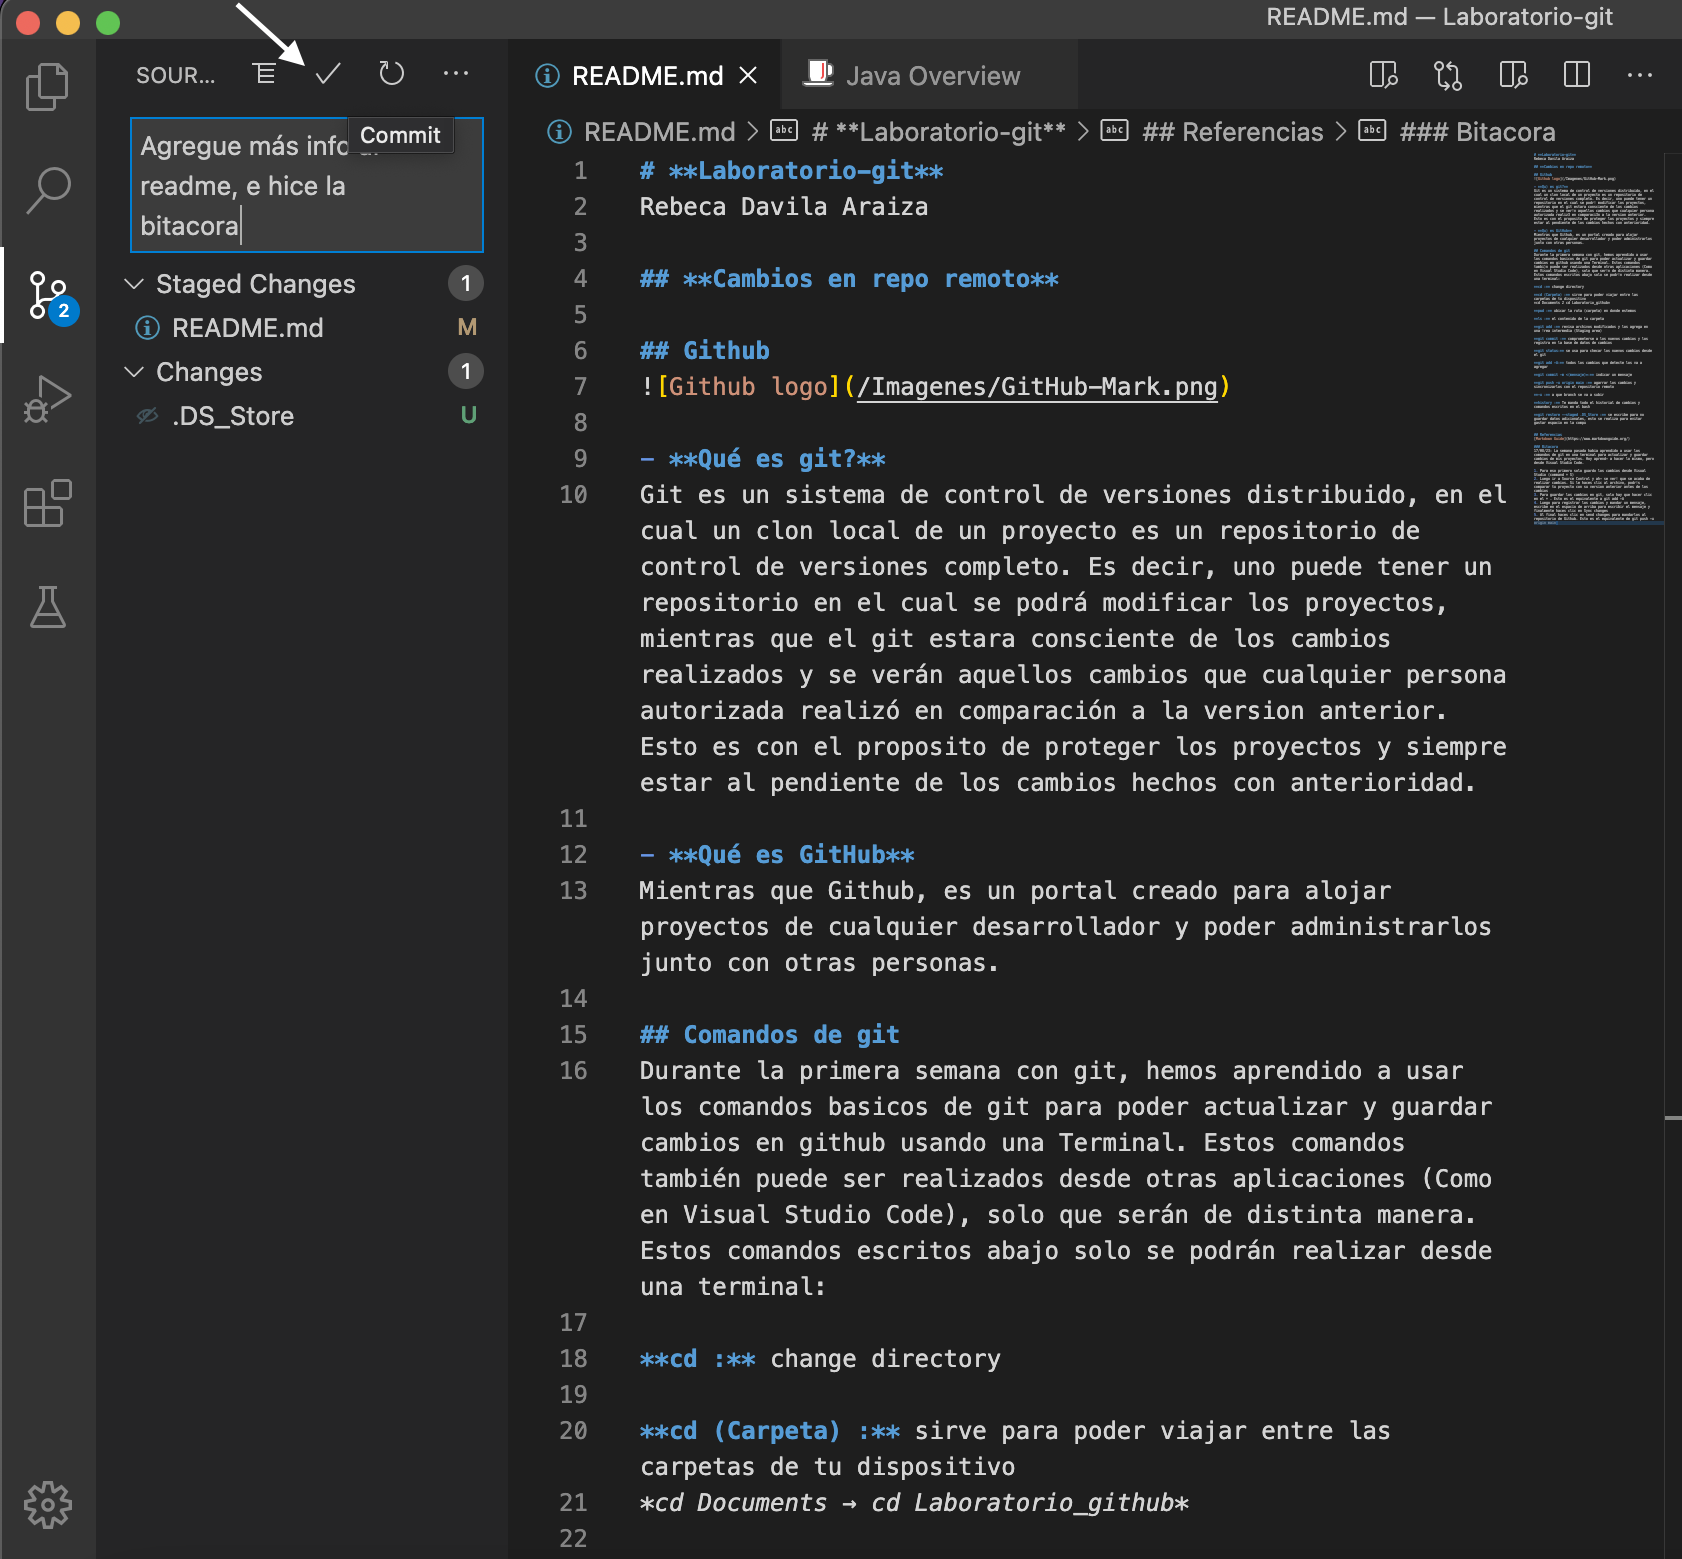 README.md — Laboratorio-git
SOUR...
README.md
Java Overview
Commit
Agregue más info
readme, e hice la
bitacora
README.md > # **Laboratorio-git** > ## Referencias > ### Bitacora
Staged Changes 1
README.md M
Changes 1
.DS_Store U
2
1 # **Laboratorio-git**
2 Rebeca Davila Araiza
3
4 ## **Cambios en repo remoto**
5
6 ## Github
7 ![Github logo](/Imagenes/GitHub-Mark.png)
8
9 - **Qué es git?**
10 Git es un sistema de control de versiones distribuido, en el
cual un clon local de un proyecto es un repositorio de
control de versiones completo. Es decir, uno puede tener un
repositorio en el cual se podrá modificar los proyectos,
mientras que el git estara consciente de los cambios
realizados y se verán aquellos cambios que cualquier persona
autorizada realizó en comparación a la version anterior.
Esto es con el proposito de proteger los proyectos y siempre
estar al pendiente de los cambios hechos con anterioridad.
11
12 - **Qué es GitHub**
13 Mientras que Github, es un portal creado para alojar
proyectos de cualquier desarrollador y poder administrarlos
junto con otras personas.
14
15 ## Comandos de git
16 Durante la primera semana con git, hemos aprendido a usar
los comandos basicos de git para poder actualizar y guardar
cambios en github usando una Terminal. Estos comandos
también puede ser realizados desde otras aplicaciones (Como
en Visual Studio Code), solo que serán de distinta manera.
Estos comandos escritos abajo solo se podrán realizar desde
una terminal:
17
18 **cd :** change directory
19
20 **cd (Carpeta) :** sirve para poder viajar entre las
carpetas de tu dispositivo
21 *cd Documents → cd Laboratorio_github*
22